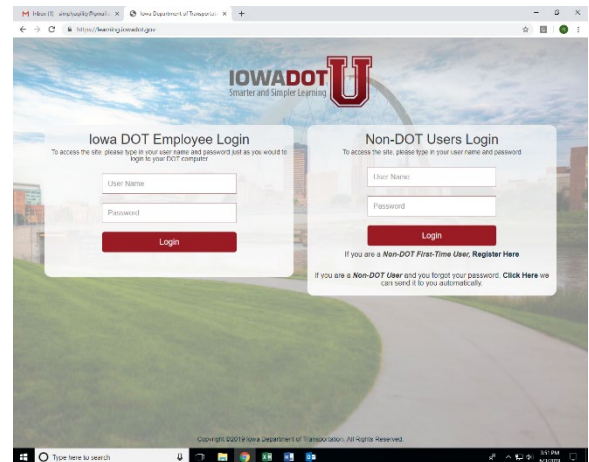 Iowa Department of Transportati
https://learning.iowadot.gov
IOWADOT U
Smarter and Simpler Learning
Iowa DOT Employee Login
To access the site, please type in your user name and password just as you would to
login to your DOT computer
User Name
Password
Login
Non-DOT Users Login
To access the site, please type in your user name and password
User Name
Password
Login
If you are a Non-DOT First-Time User, Register Here
If you are a Non-DOT User and you forgot your password, Click Here we
can send it to you automatically.
Copyright ©2019 Iowa Department of Transportation. All Rights Reserved.
Type here to search
3:51 PM